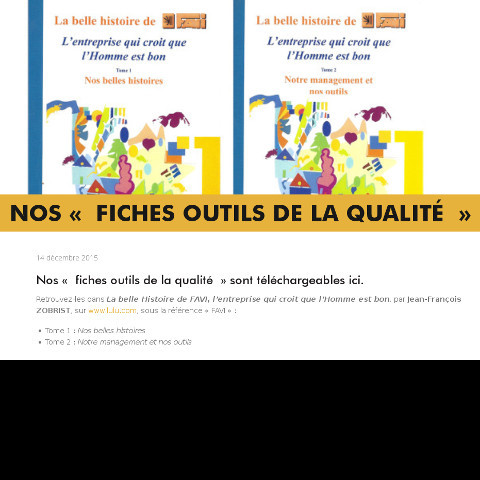 La belle histoire de
L'entreprise qui croit que
l'Homme est bon
Tome 1
Nos belles histoires
La belle histoire de
L'entreprise qui croit que
l'Homme est bon
Tome 2
Notre management et
nos outils
NOS « FICHES OUTILS DE LA QUALITÉ »
14 décembre 2015
Nos « fiches outils de la qualité » sont téléchargeables ici.
Retrouvez les dans La belle Histoire de FAVI, l'entreprise qui croit que l'Homme est bon, par Jean-François
ZOBRIST, sur www.lulu.com, sous la référence « FAVI » :
• Tome 1 : Nos belles histoires
• Tome 2 : Notre management et nos outils